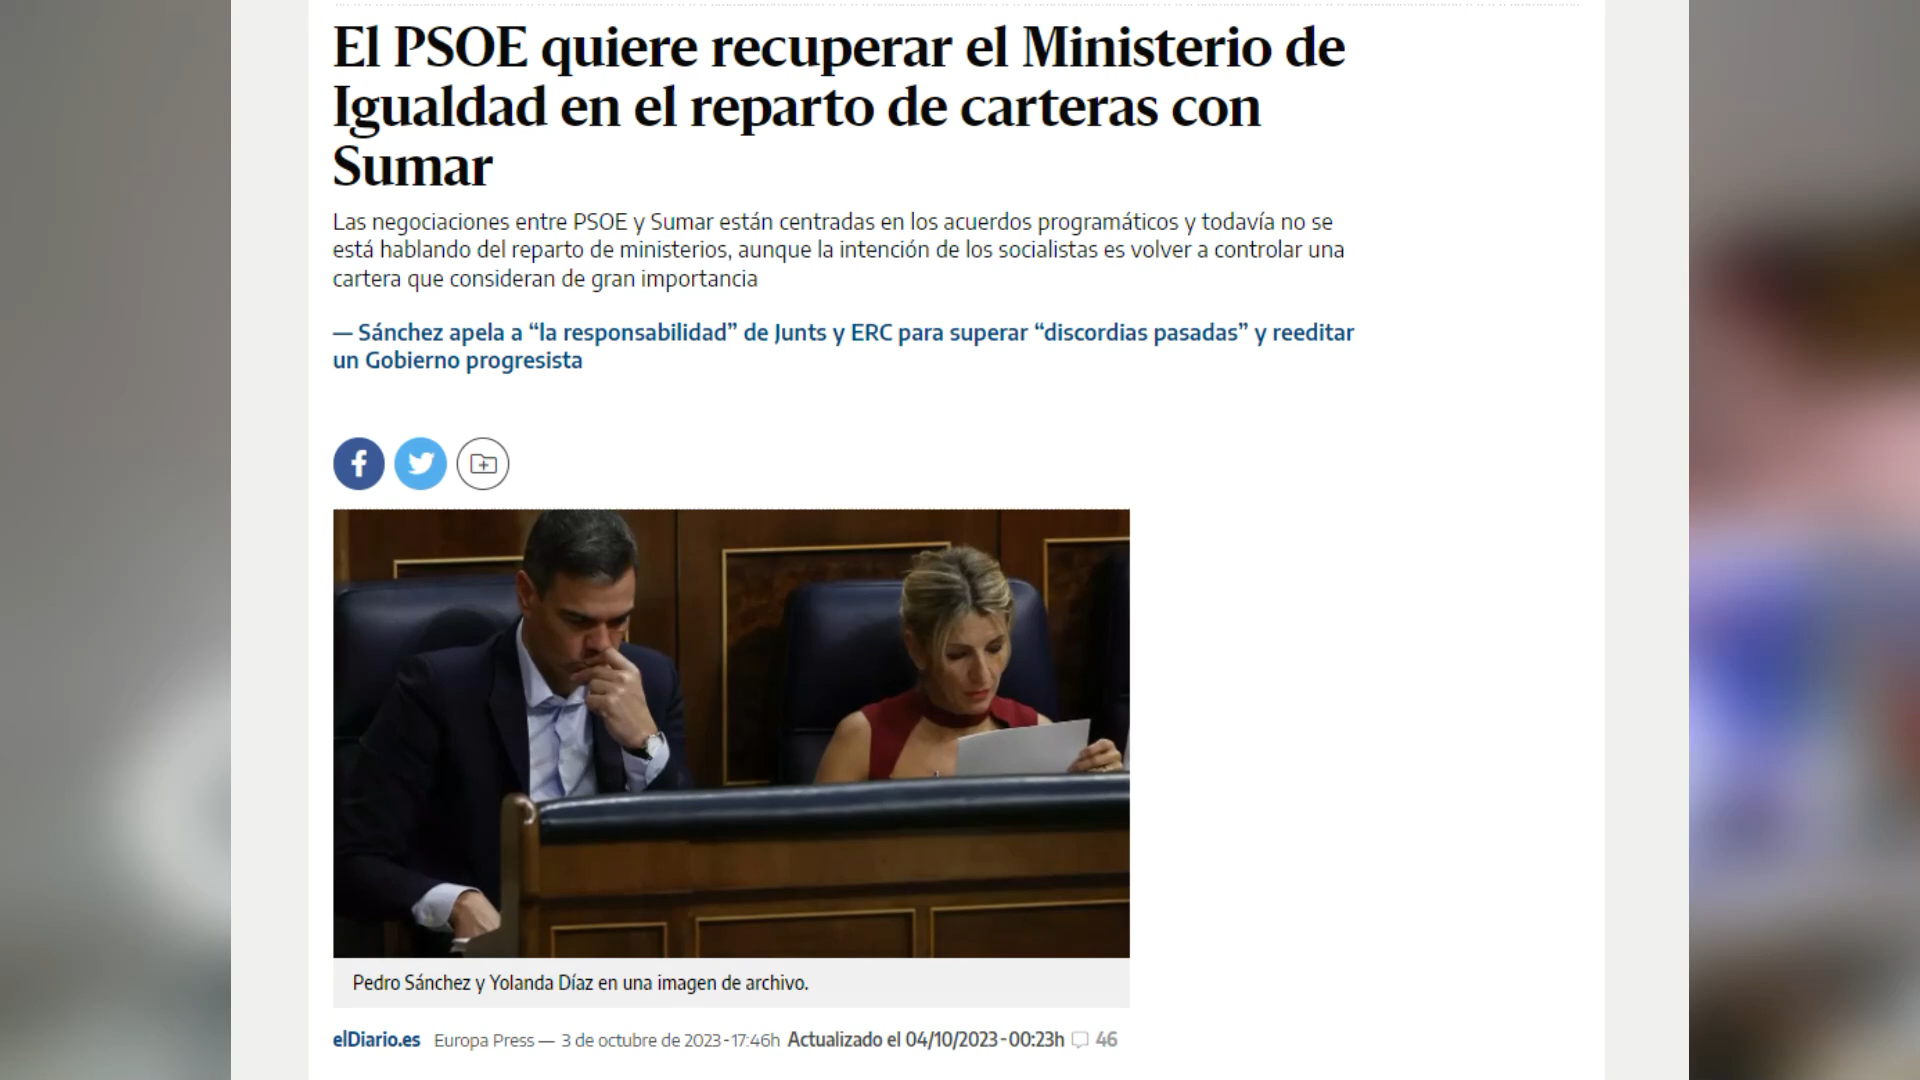 El PSOE quiere recuperar el Ministerio de
Igualdad en el reparto de carteras con
Sumar
Las negociaciones entre PSOE y Sumar están centradas en los acuerdos programáticos y todavía no se
está hablando del reparto de ministerios, aunque la intención de los socialistas es volver a controlar una
cartera que consideran de gran importancia
— Sánchez apela a “la responsabilidad” de Junts y ERC para superar “discordias pasadas” y reeditar
un Gobierno progresista
Pedro Sánchez y Yolanda Díaz en una imagen de archivo.
elDiario.es Europa Press — 3 de octubre de 2023-17:46h Actualizado el 04/10/2023-00:23h 46